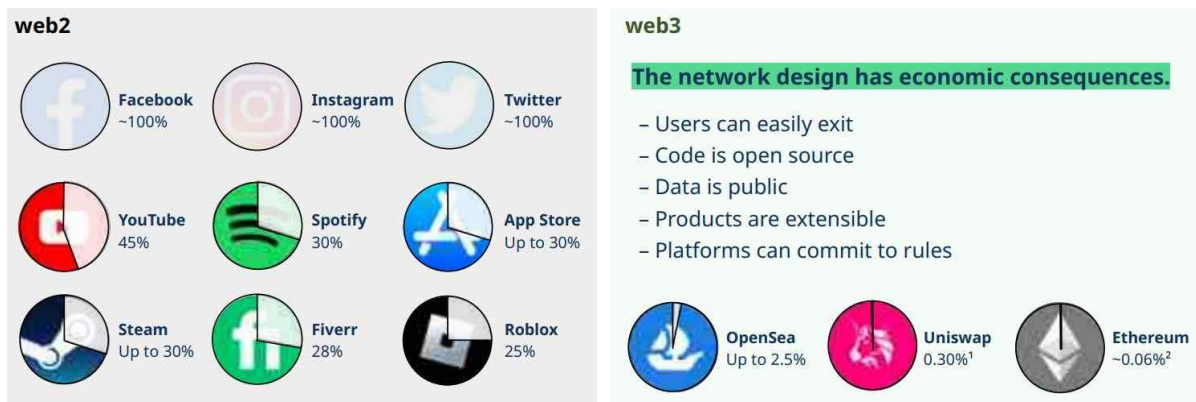 web2
Facebook
~100%
Instagram
~100%
Twitter
~100%
YouTube
45%
Spotify
30%
App Store
Up to 30%
Steam
Up to 30%
Fiverr
28%
Roblox
25%
web3
The network design has economic consequences.
– Users can easily exit
– Code is open source
– Data is public
– Products are extensible
– Platforms can commit to rules
OpenSea
Up to 2.5%
Uniswap
0.30%¹
Ethereum
~0.06%²